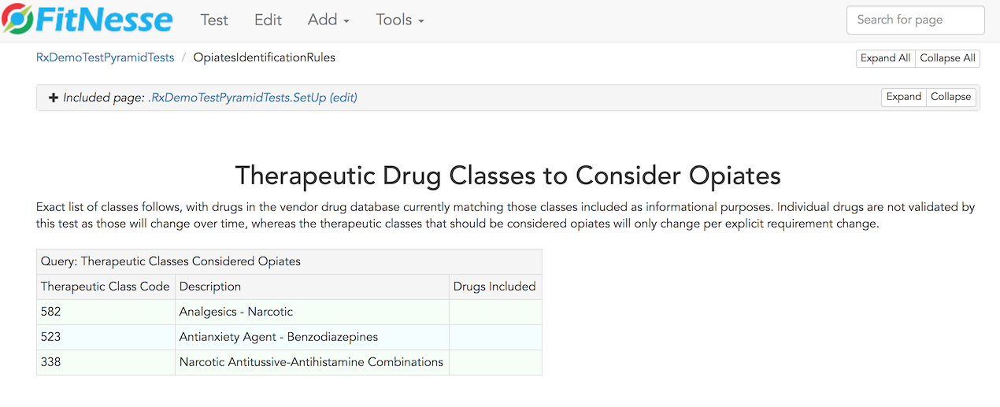 FitNesse Test Edit Add Tools Search for page
RxDemoTestPyramidTests / OpiatesIdentificationRules Expand All Collapse All
Included page: .RxDemoTestPyramidTests.SetUp (edit) Expand Collapse
Therapeutic Drug Classes to Consider Opiates
Exact list of classes follows, with drugs in the vendor drug database currently matching those classes included as informational purposes. Individual drugs are not validated by
this test as those will change over time, whereas the therapeutic classes that should be considered opiates will only change per explicit requirement change.
Query: Therapeutic Classes Considered Opiates
Therapeutic Class Code Description Drugs Included
582 Analgesics - Narcotic
523 Antianxiety Agent - Benzodiazepines
338 Narcotic Antitussive-Antihistamine Combinations